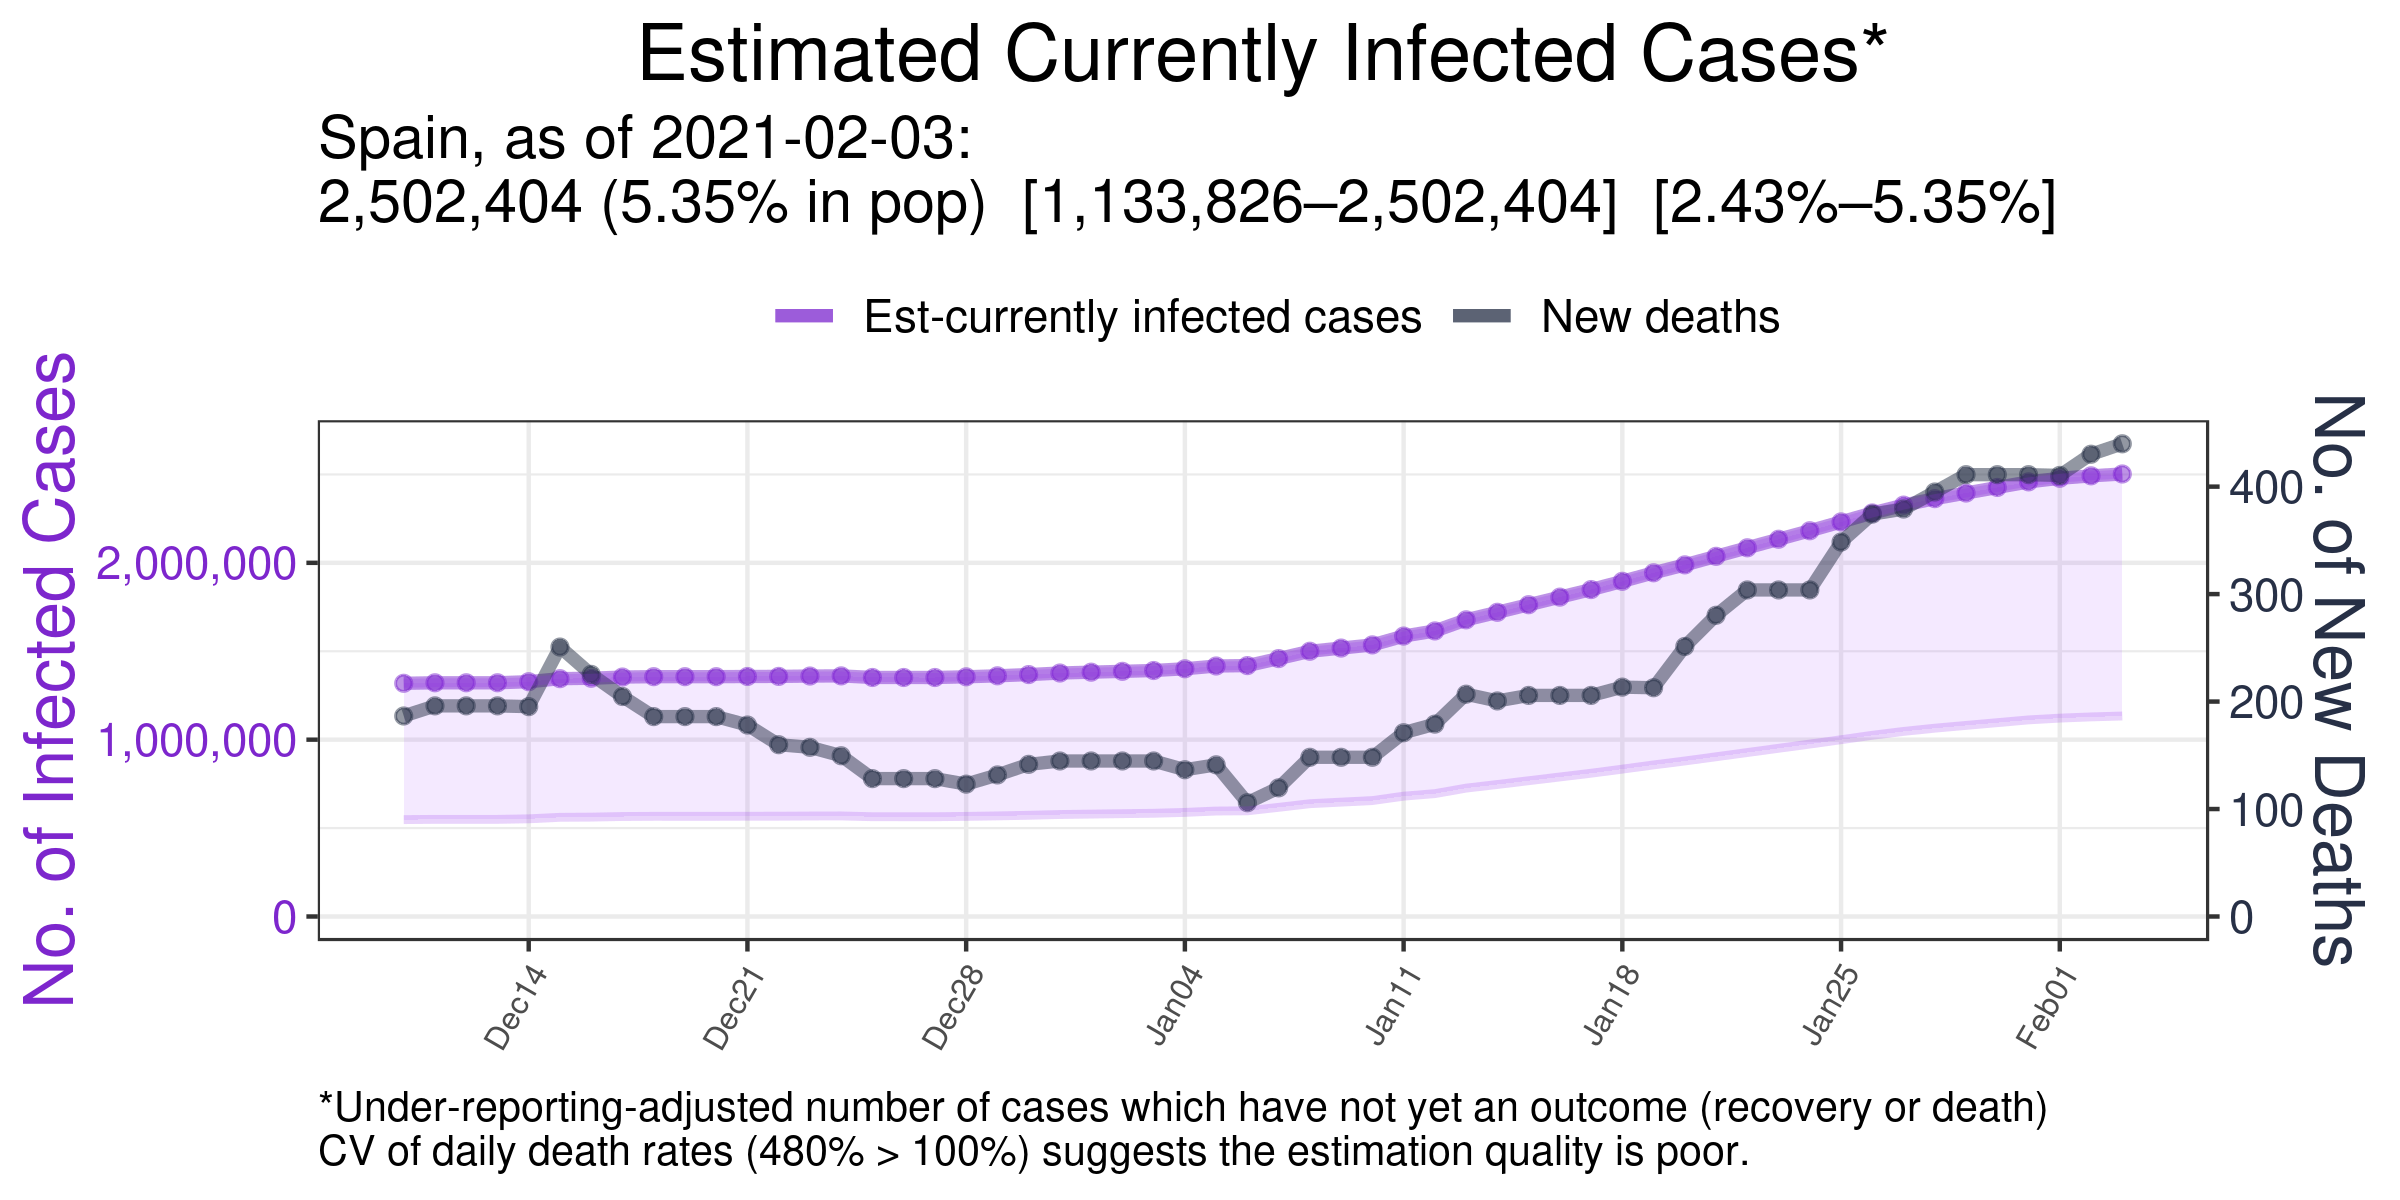 Estimated Currently Infected Cases*
Spain, as of 2021-02-03:
2,502,404 (5.35% in pop) [1,133,826–2,502,404] [2.43%–5.35%]
Est-currently infected cases
New deaths
No. of Infected Cases
2,000,000
1,000,000
0
400
300
200
100
0
No. of New Deaths
Dec14
Dec21
Dec28
Jan04
Jan11
Jan18
Jan25
Feb01
*Under-reporting-adjusted number of cases which have not yet an outcome (recovery or death)
CV of daily death rates (480% > 100%) suggests the estimation quality is poor.